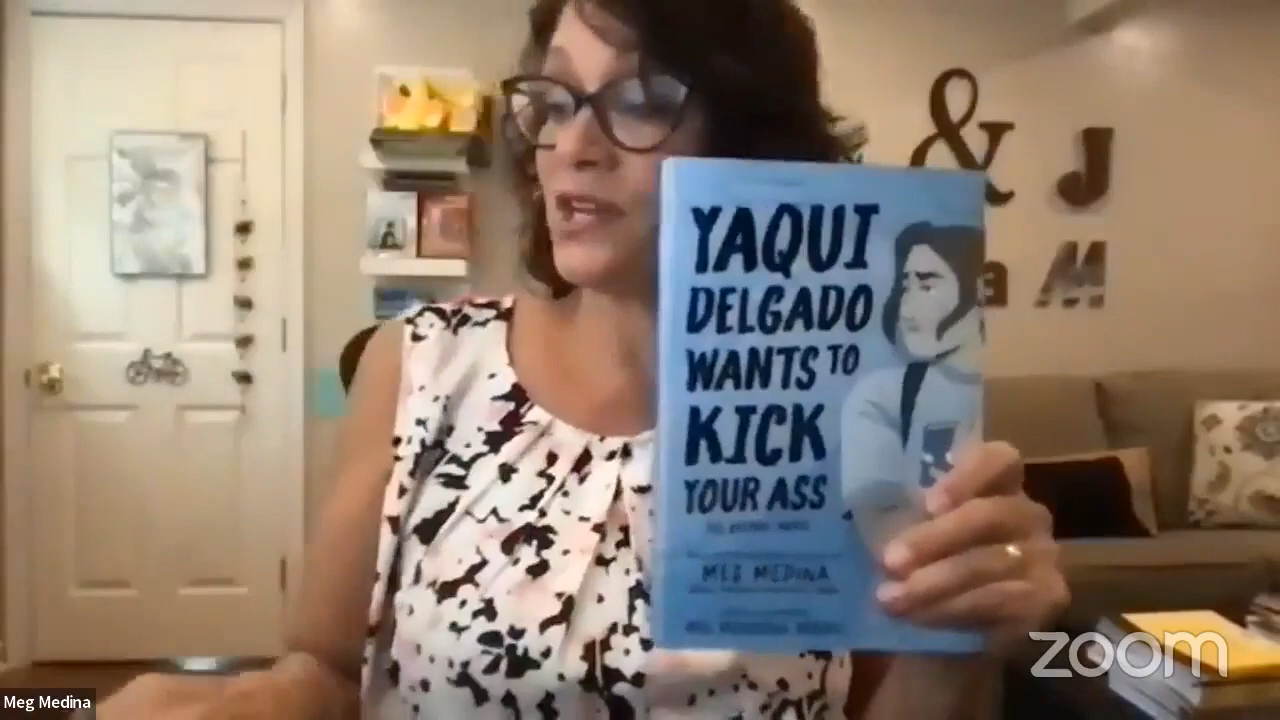 & J
a M
YAQUI
DELGADO
WANTS TO
KICK
YOUR ASS
MEG MEDINA
zoom
Meg Medina